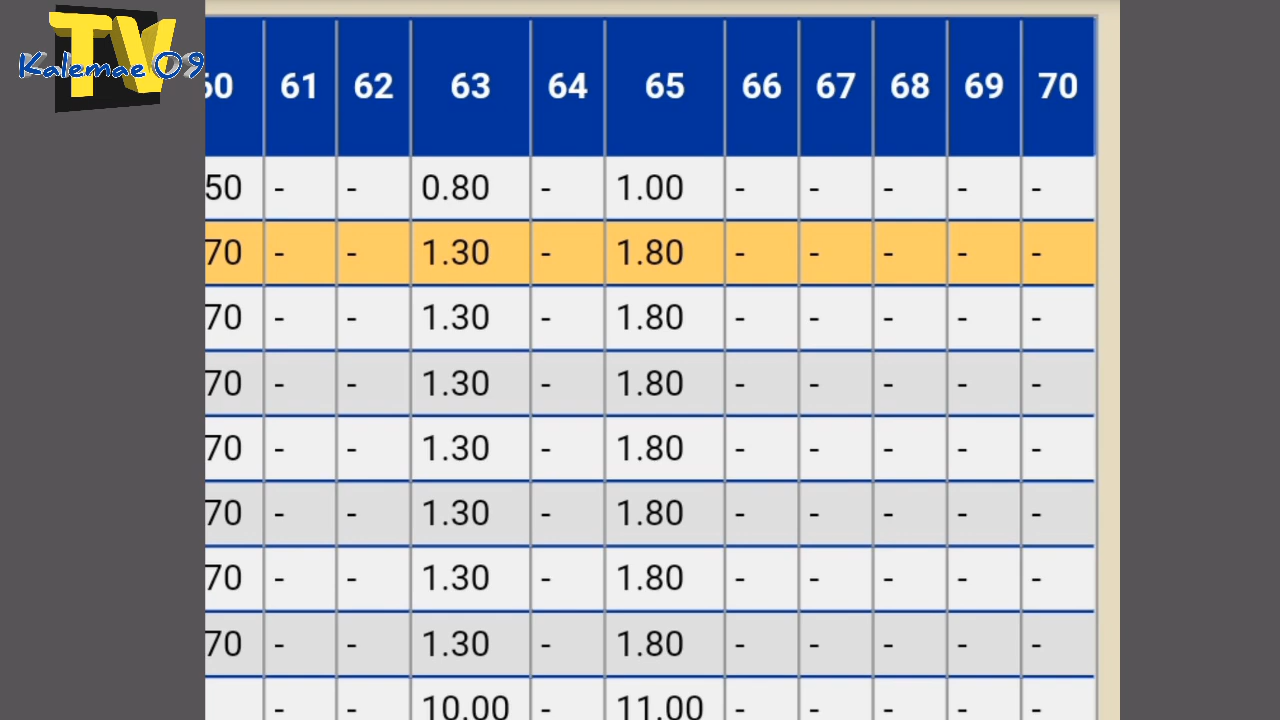 TV
Kalemae 09
60 61 62 63 64 65 66 67 68 69 70
50 - - 0.80 - 1.00 - - - - -
70 - - 1.30 - 1.80 - - - - -
70 - - 1.30 - 1.80 - - - - -
70 - - 1.30 - 1.80 - - - - -
70 - - 1.30 - 1.80 - - - - -
70 - - 1.30 - 1.80 - - - - -
70 - - 1.30 - 1.80 - - - - -
70 - - 1.30 - 1.80 - - - - -
- - 10.00 - 11.00 - - - - -